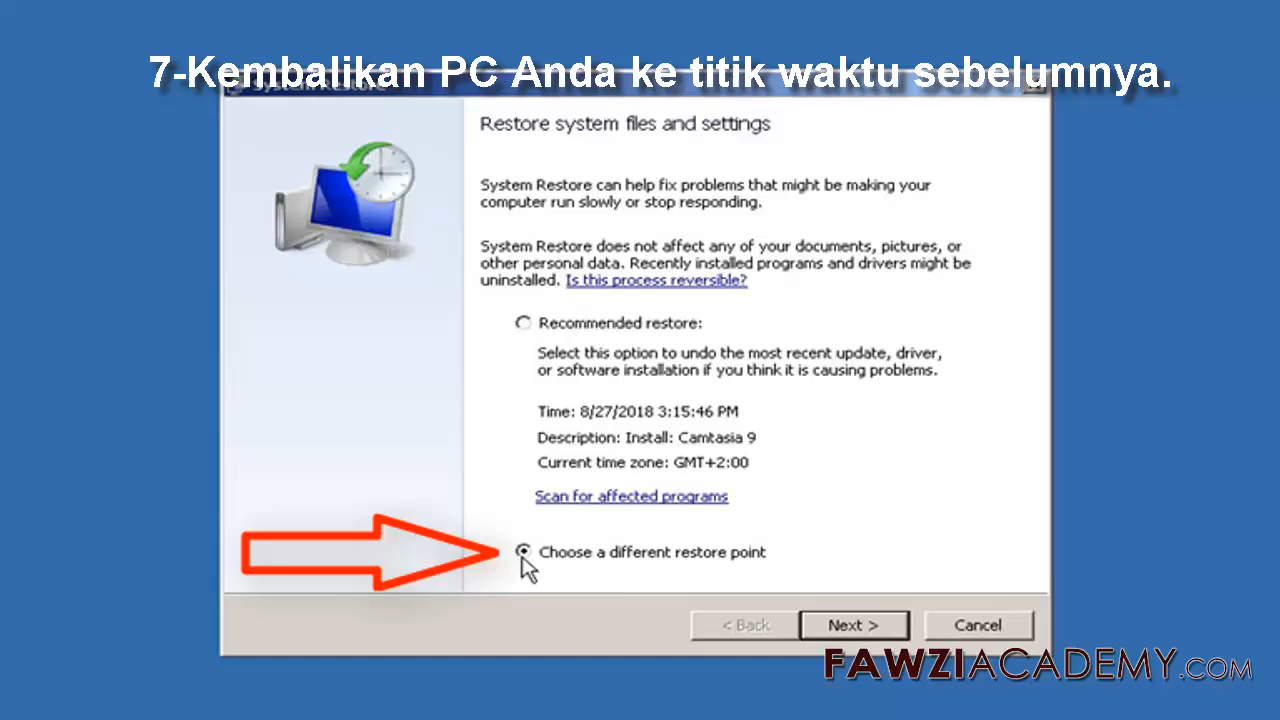 7-Kembalikan PC Anda ke titik waktu sebelumnya.
System Restore
Restore system files and settings
System Restore can help fix problems that might be making your
computer run slowly or stop responding.
System Restore does not affect any of your documents, pictures, or
other personal data. Recently installed programs and drivers might be
uninstalled. Is this process reversible?
Recommended restore:
Select this option to undo the most recent update, driver,
or software installation if you think it is causing problems.
Time: 8/27/2018 3:15:46 PM
Description: Install: Camtasia 9
Current time zone: GMT+2:00
Scan for affected programs
Choose a different restore point
< Back Next > Cancel
FAWZIACADEMY.COM